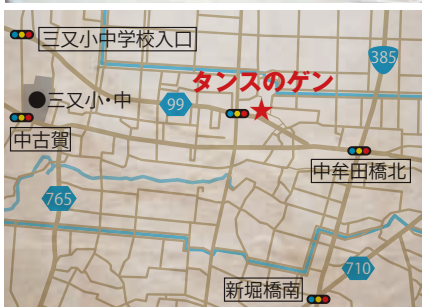 三又小中学校入口
385
タンスのゲン
三又小・中
99
中古賀
中牟田橋北
765
710
新堀橋南